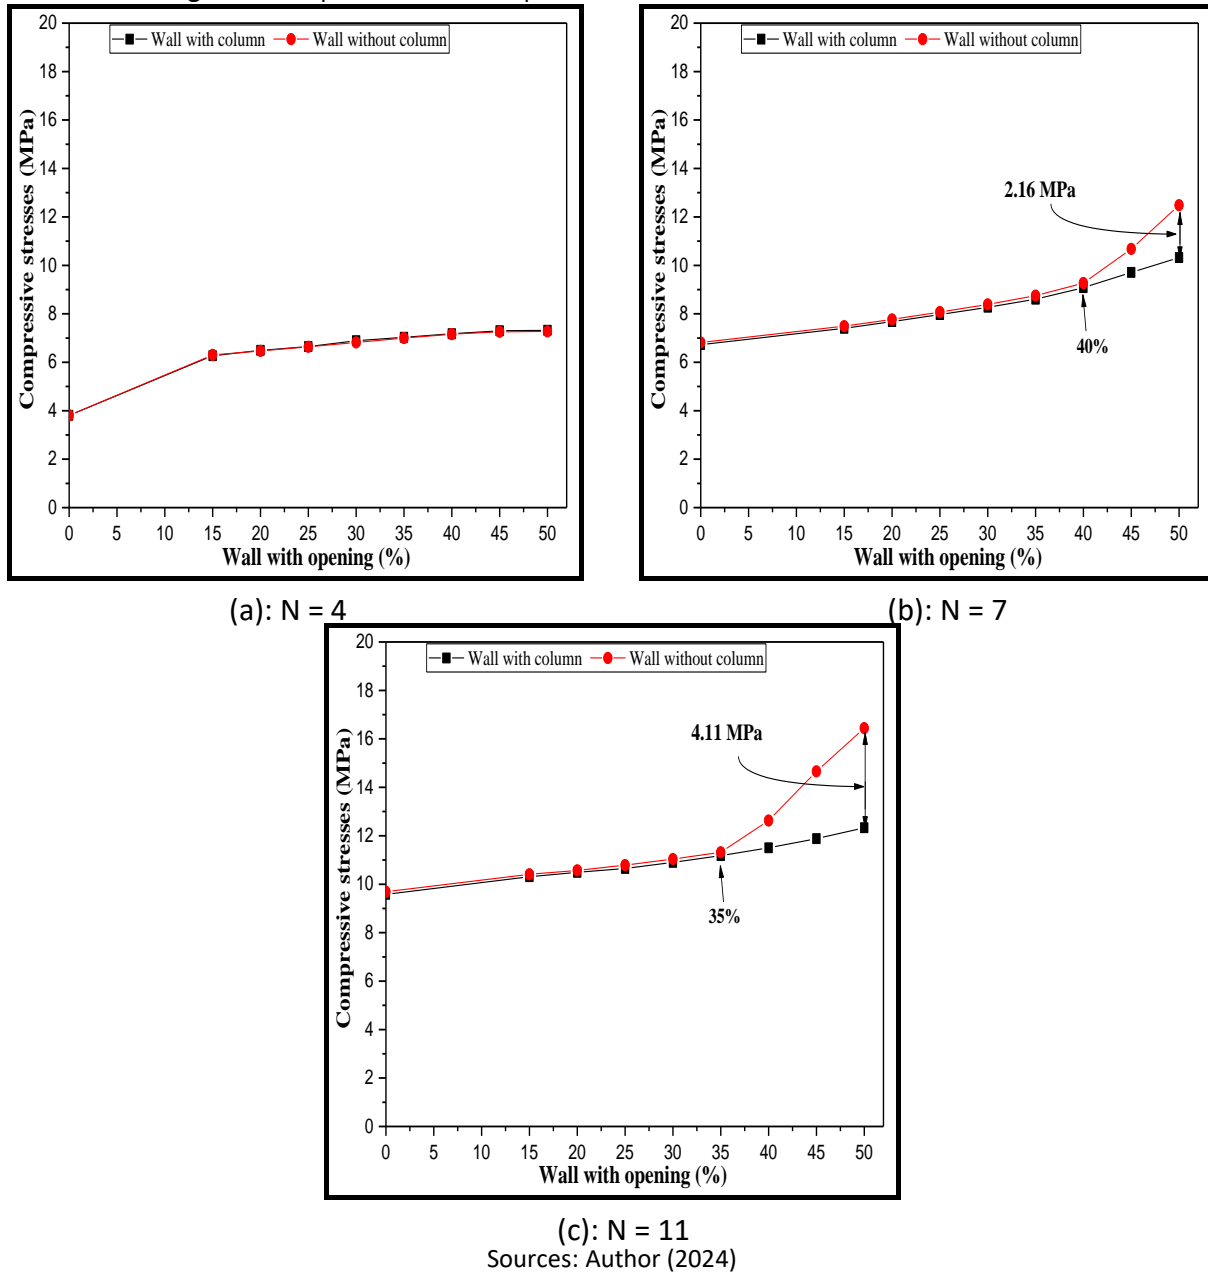 Wall with column
Wall without column
Compressive stresses (MPa)
20
18
16
14
12
10
8
6
4
2
0
0 5 10 15 20 25 30 35 40 45 50
Wall with opening (%)
(a): N = 4
Wall with column
Wall without column
Compressive stresses (MPa)
20
18
16
14
12
10
8
6
4
2
0
2.16 MPa
40%
0 5 10 15 20 25 30 35 40 45 50
Wall with opening (%)
(b): N = 7
Wall with column
Wall without column
Compressive stresses (MPa)
20
18
16
14
12
10
8
6
4
2
0
4.11 MPa
35%
0 5 10 15 20 25 30 35 40 45 50
Wall with opening (%)
(c): N = 11
Sources: Author (2024)